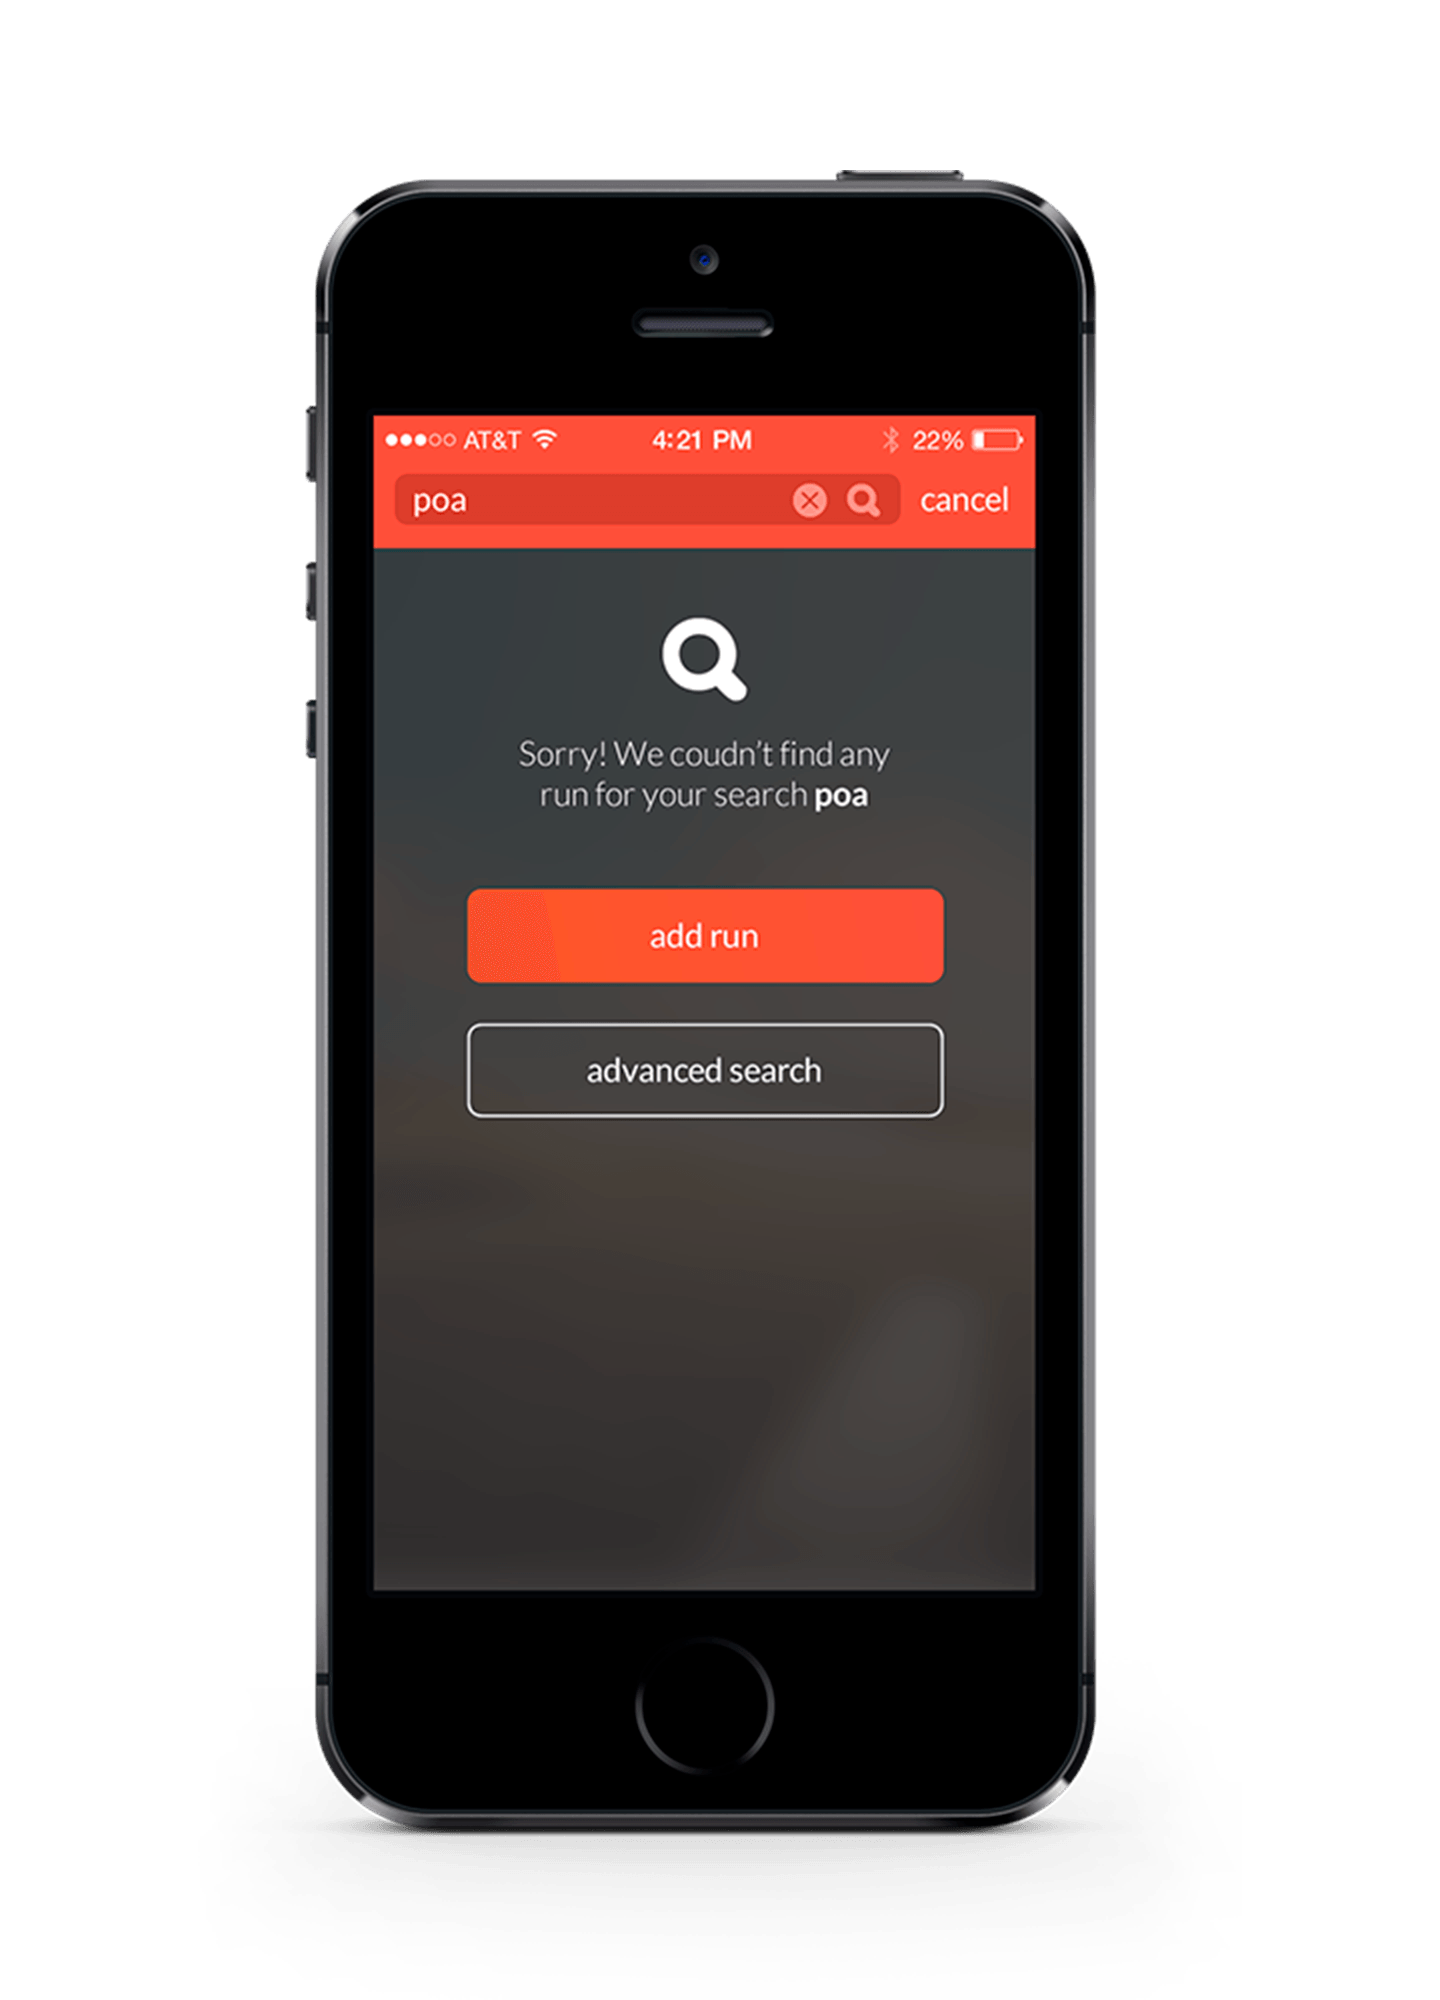 AT&T 4:21 PM 22%
poa cancel
Sorry! We coudn't find any
run for your search poa
add run
advanced search